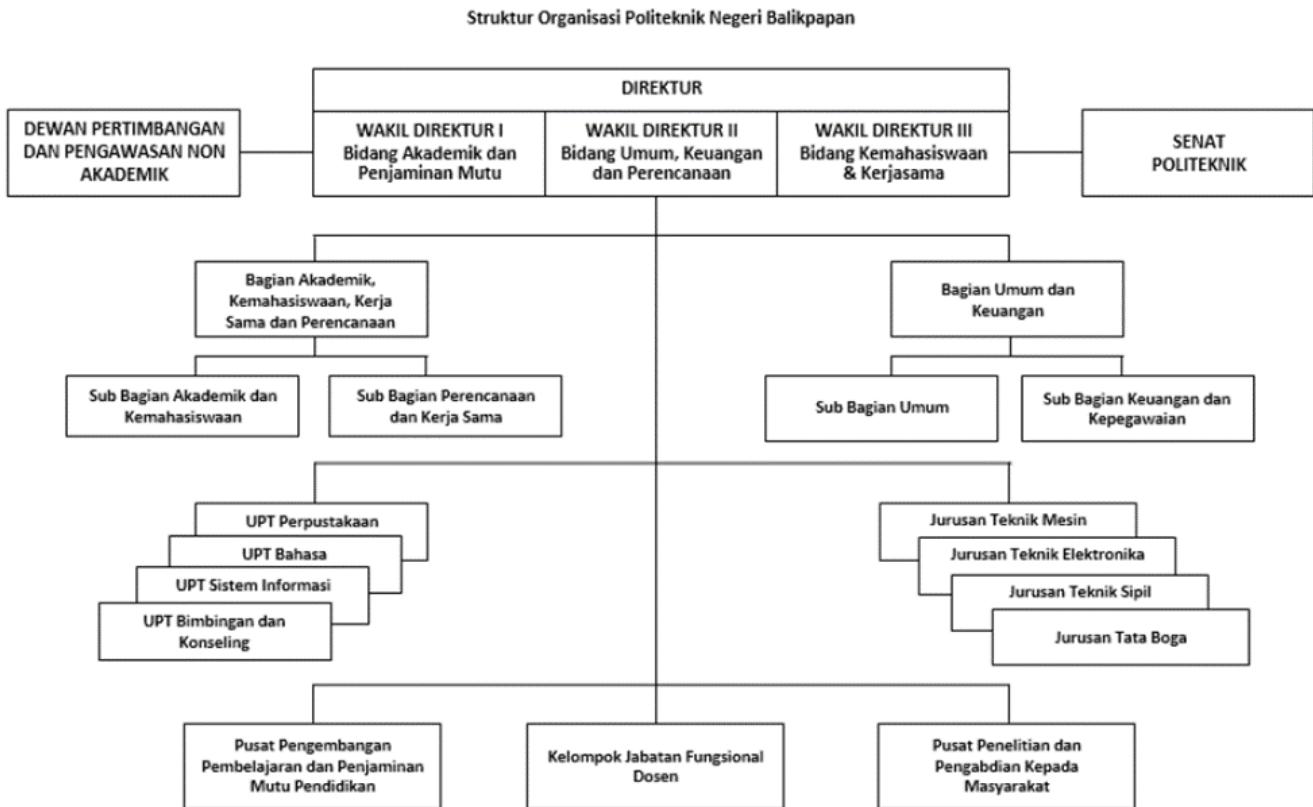 Struktur Organisasi Politeknik Negeri Balikpapan
DIREKTUR
DEWAN PERTIMBANGAN
DAN PENGAWASAN NON
AKADEMIK
WAKIL DIREKTUR I
Bidang Akademik dan
Penjaminan Mutu
WAKIL DIREKTUR II
Bidang Umum, Keuangan
dan Perencanaan
WAKIL DIREKTUR III
Bidang Kemahasiswaan
& Kerjasama
SENAT
POLITEKNIK
Bagian Akademik,
Kemahasiswaan, Kerja
Sama dan Perencanaan
Bagian Umum dan
Keuangan
Sub Bagian Akademik dan
Kemahasiswaan
Sub Bagian Perencanaan
dan Kerja Sama
Sub Bagian Umum
Sub Bagian Keuangan dan
Kepegawaian
UPT Perpustakaan
UPT Bahasa
UPT Sistem Informasi
UPT Bimbingan dan
Konseling
Jurusan Teknik Mesin
Jurusan Teknik Elektronika
Jurusan Teknik Sipil
Jurusan Tata Boga
Pusat Pengembangan
Pembelajaran dan Penjaminan
Mutu Pendidikan
Kelompok Jabatan Fungsional
Dosen
Pusat Penelitian dan
Pengabdian Kepada
Masyarakat